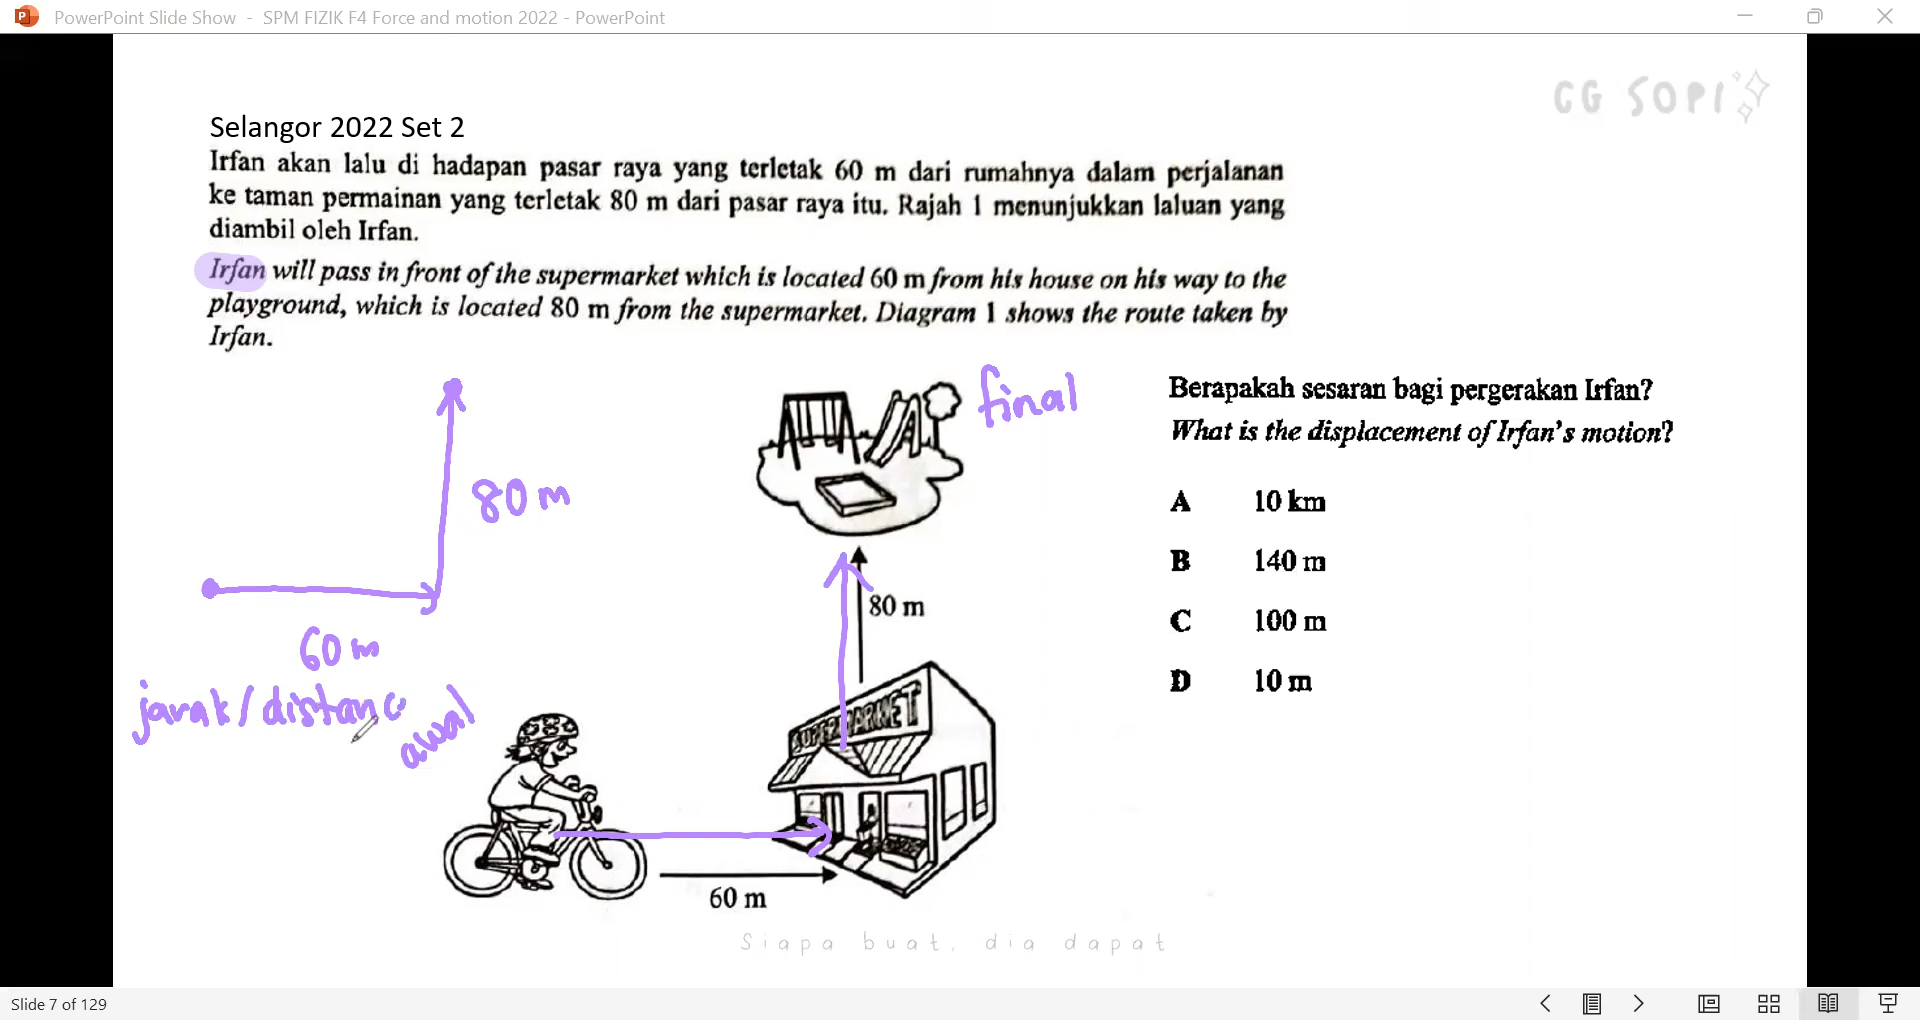 PowerPoint Slide Show - SPM FIZIK F4 Force and motion 2022 - PowerPoint
CG SOPI
Selangor 2022 Set 2
Irfan akan lalu di hadapan pasar raya yang terletak 60 m dari rumahnya dalam perjalanan
ke taman permainan yang terletak 80 m dari pasar raya itu. Rajah 1 menunjukkan laluan yang
diambil oleh Irfan.
Irfan will pass in front of the supermarket which is located 60 m from his house on his way to the
playground, which is located 80 m from the supermarket. Diagram 1 shows the route taken by
Irfan.
final
80 m
60 m
jarak/distanc
awal
80 m
SUPERMARKET
60 m
Berapakah sesaran bagi pergerakan Irfan?
What is the displacement of Irfan's motion?
A 10 km
B 140 m
C 100 m
D 10 m
Siapa buat, dia dapat
Slide 7 of 129